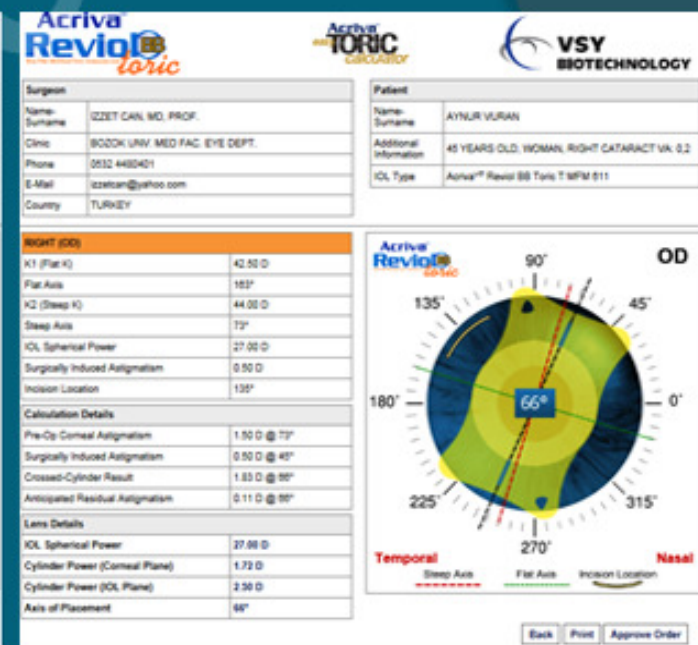 Acriva
Reviol BB
toric
Acriva
easy TORIC
calculator
VSY
BIOTECHNOLOGY
Surgeon
Name-Surname IZZET CAN, MD, PROF.
Clinic BOZOK UNV. MED FAC. EYE DEPT.
Phone 0532 4480401
E-Mail izzetcan@yahoo.com
Country TURKEY
Patient
Name-Surname AYNUR VURAN
Additional Information 45 YEARS OLD, WOMAN, RIGHT CATARACT VA: 0,2
IOL Type Acriva Reviol BB Toric T MFM 611
RIGHT (OD)
K1 (Flat K) 42.50 D
Flat Axis 163°
K2 (Steep K) 44.00 D
Steep Axis 73°
IOL Spherical Power 27.00 D
Surgically Induced Astigmatism 0.50 D
Incision Location 135°
Calculation Details
Pre-Op Corneal Astigmatism 1.50 D @ 73°
Surgically Induced Astigmatism 0.50 D @ 45°
Crossed-Cylinder Result 1.83 D @ 66°
Anticipated Residual Astigmatism 0.11 D @ 66°
Lens Details
IOL Spherical Power 27.00 D
Cylinder Power (Corneal Plane) 1.72 D
Cylinder Power (IOL Plane) 2.50 D
Axis of Placement 66°
Acriva
Reviol BB
toric
OD
90°
135° 45°
180° 66° 0°
225° 315°
270°
Temporal Nasal
Steep Axis Flat Axis Incision Location
Back Print Approve Order